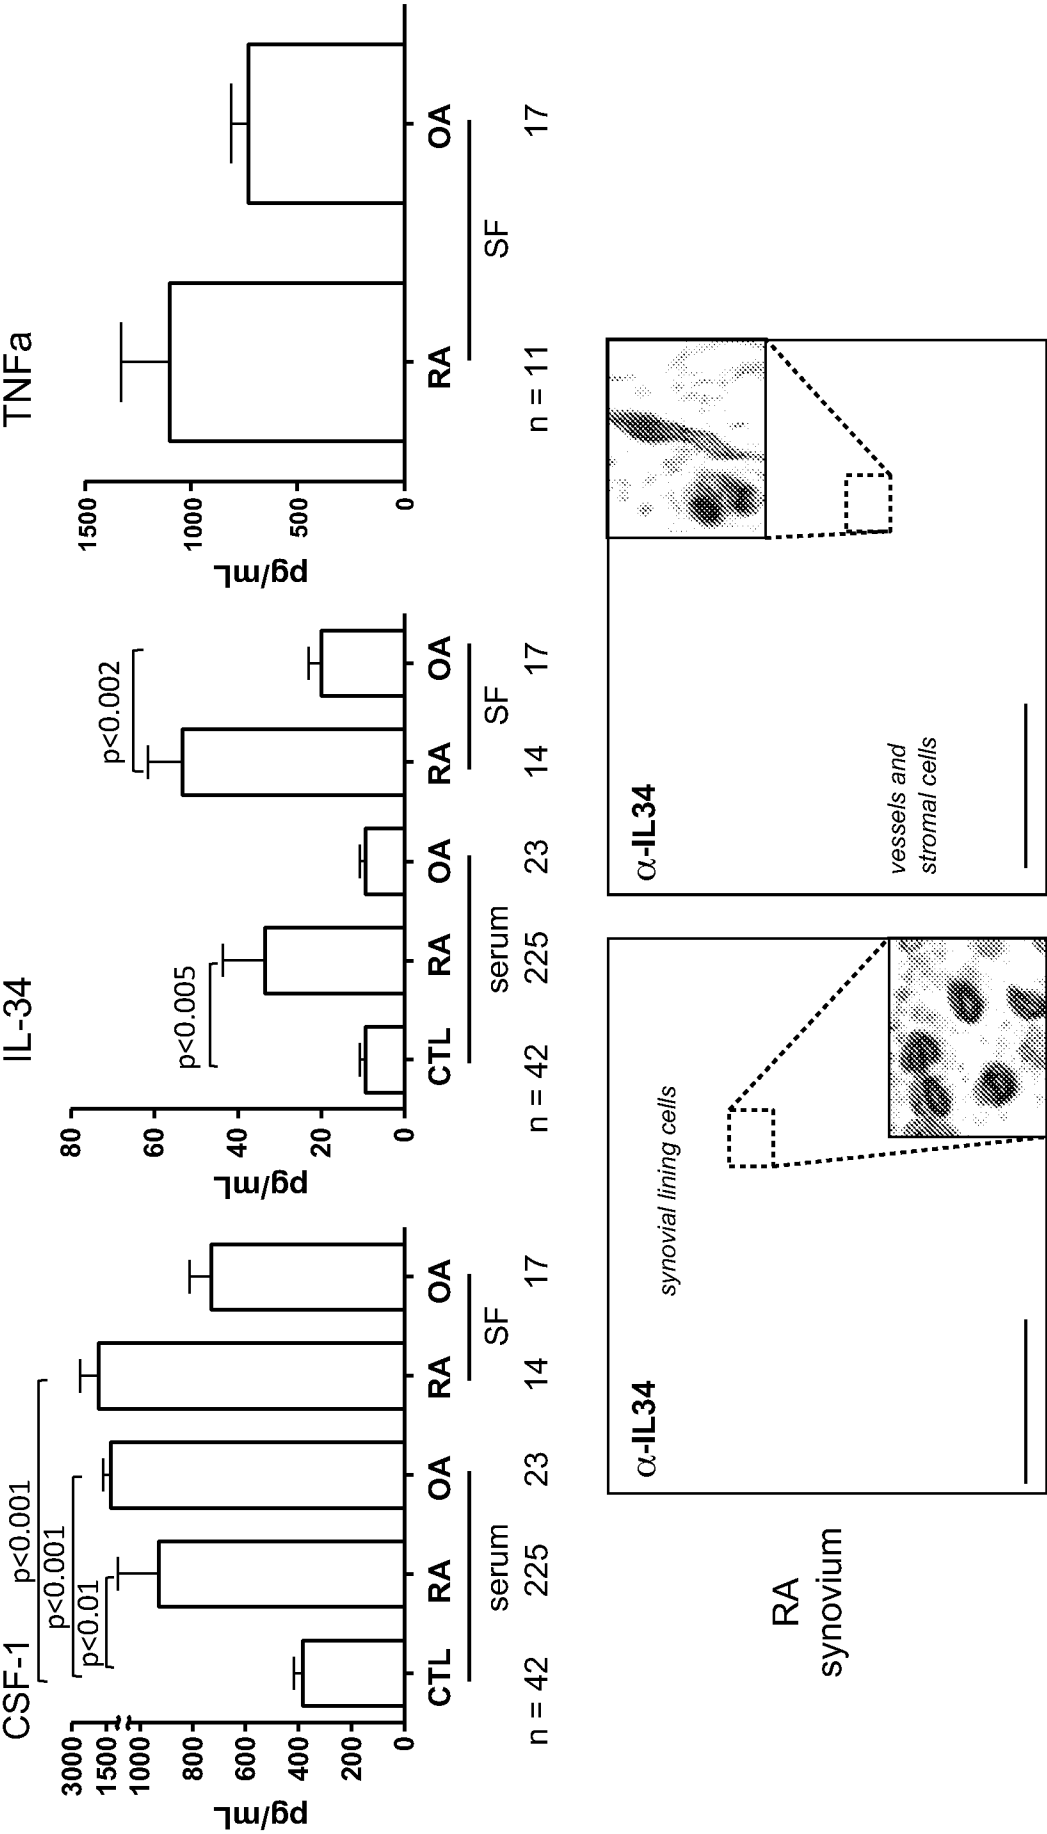 CSF-1
p<0.001
p<0.001
p<0.01
pg/mL
3000
1500
1000
800
600
400
200
0
CTL RA OA RA OA
serum SF
n = 42 225 23 14 17
IL-34
p<0.005
p<0.002
pg/mL
80
60
40
20
0
CTL RA OA RA OA
serum SF
n = 42 225 23 14 17
TNFa
pg/mL
1500
1000
500
0
RA OA
SF
n = 11 17
RA
synovium
α-IL34
synovial lining cells
α-IL34
vessels and
stromal cells